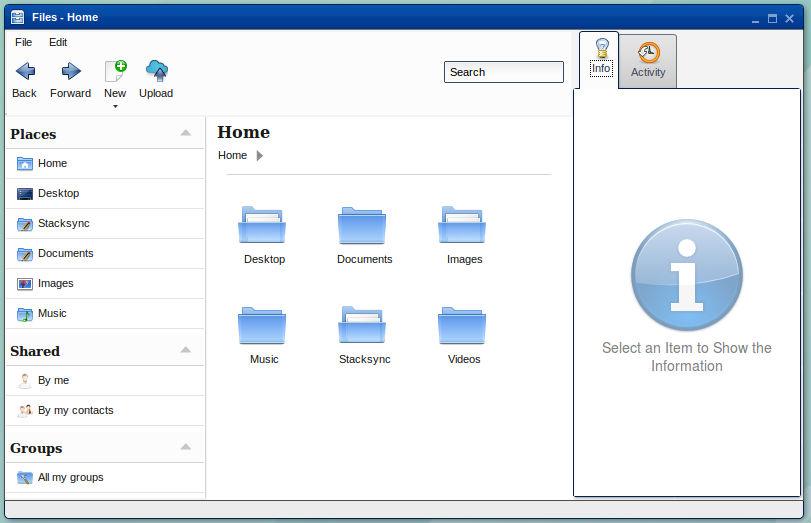 Files - Home
File Edit
Back Forward New Upload
Search
Info Activity
Places
Home
Desktop
Stacksync
Documents
Images
Music
Shared
By me
By my contacts
Groups
All my groups
Home
Home
Desktop Documents Images
Music Stacksync Videos
Select an Item to Show the
Information